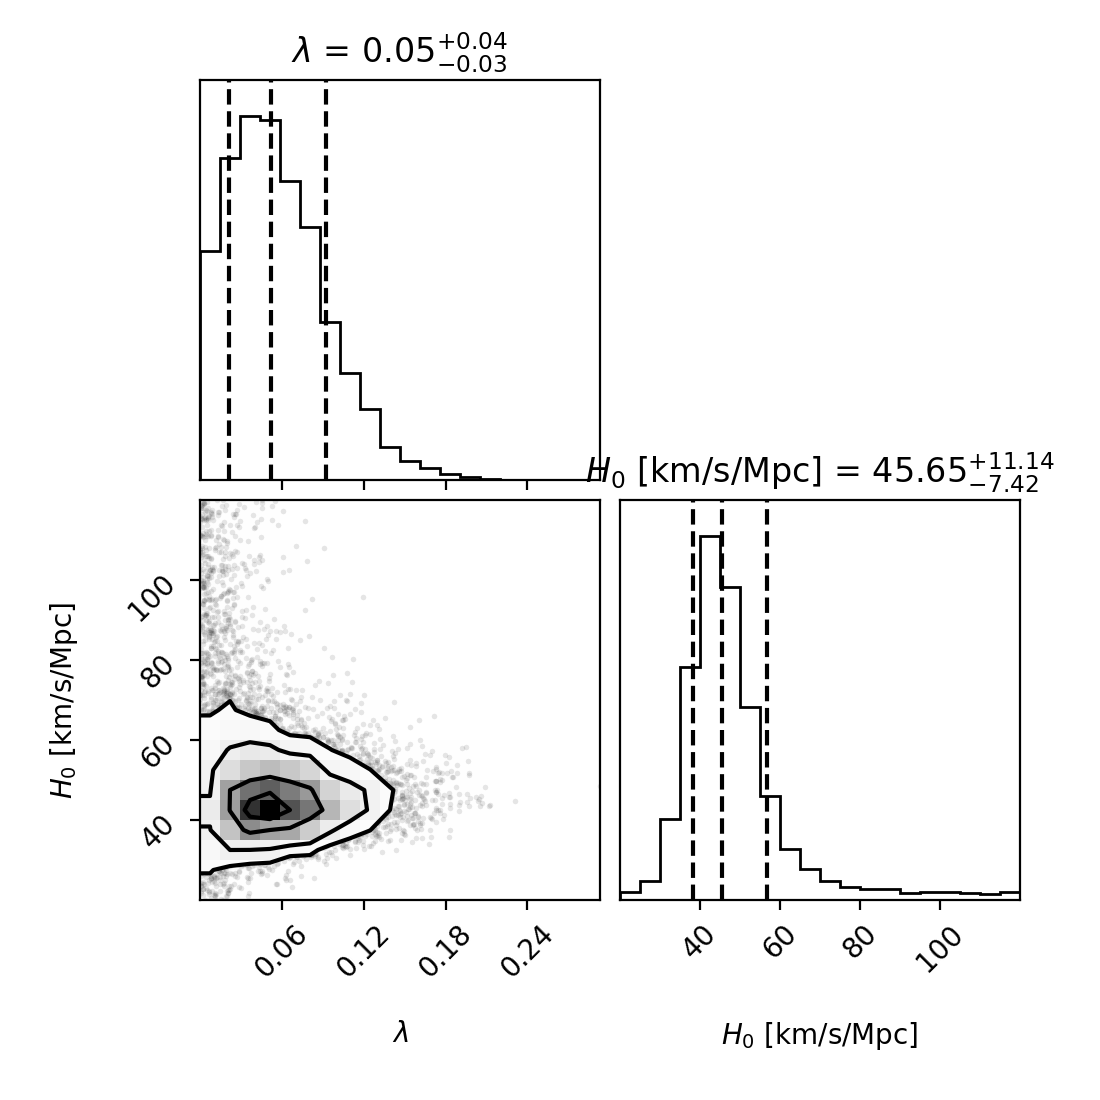 λ = 0.05+0.04−0.03
H0 [km/s/Mpc] = 45.65+11.14−7.42
H0 [km/s/Mpc]
100
80
60
40
0.06 0.12 0.18 0.24
40 60 80 100
λ
H0 [km/s/Mpc]